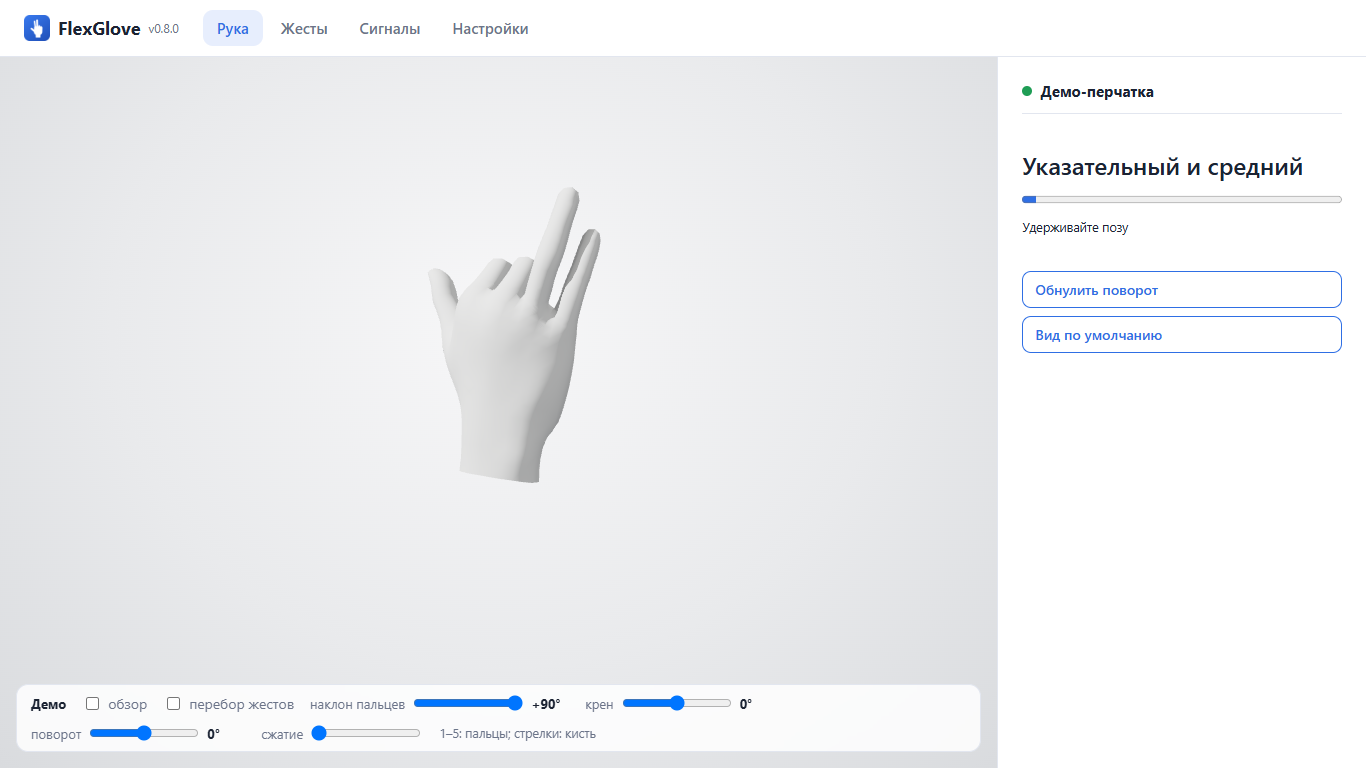 FlexGlove v0.8.0 Рука Жесты Сигналы Настройки
Демо-перчатка
Указательный и средний
Удерживайте позу
Обнулить поворот
Вид по умолчанию
Демо обзор перебор жестов наклон пальцев +90° крен 0°
поворот 0° сжатие 1–5: пальцы; стрелки: кисть